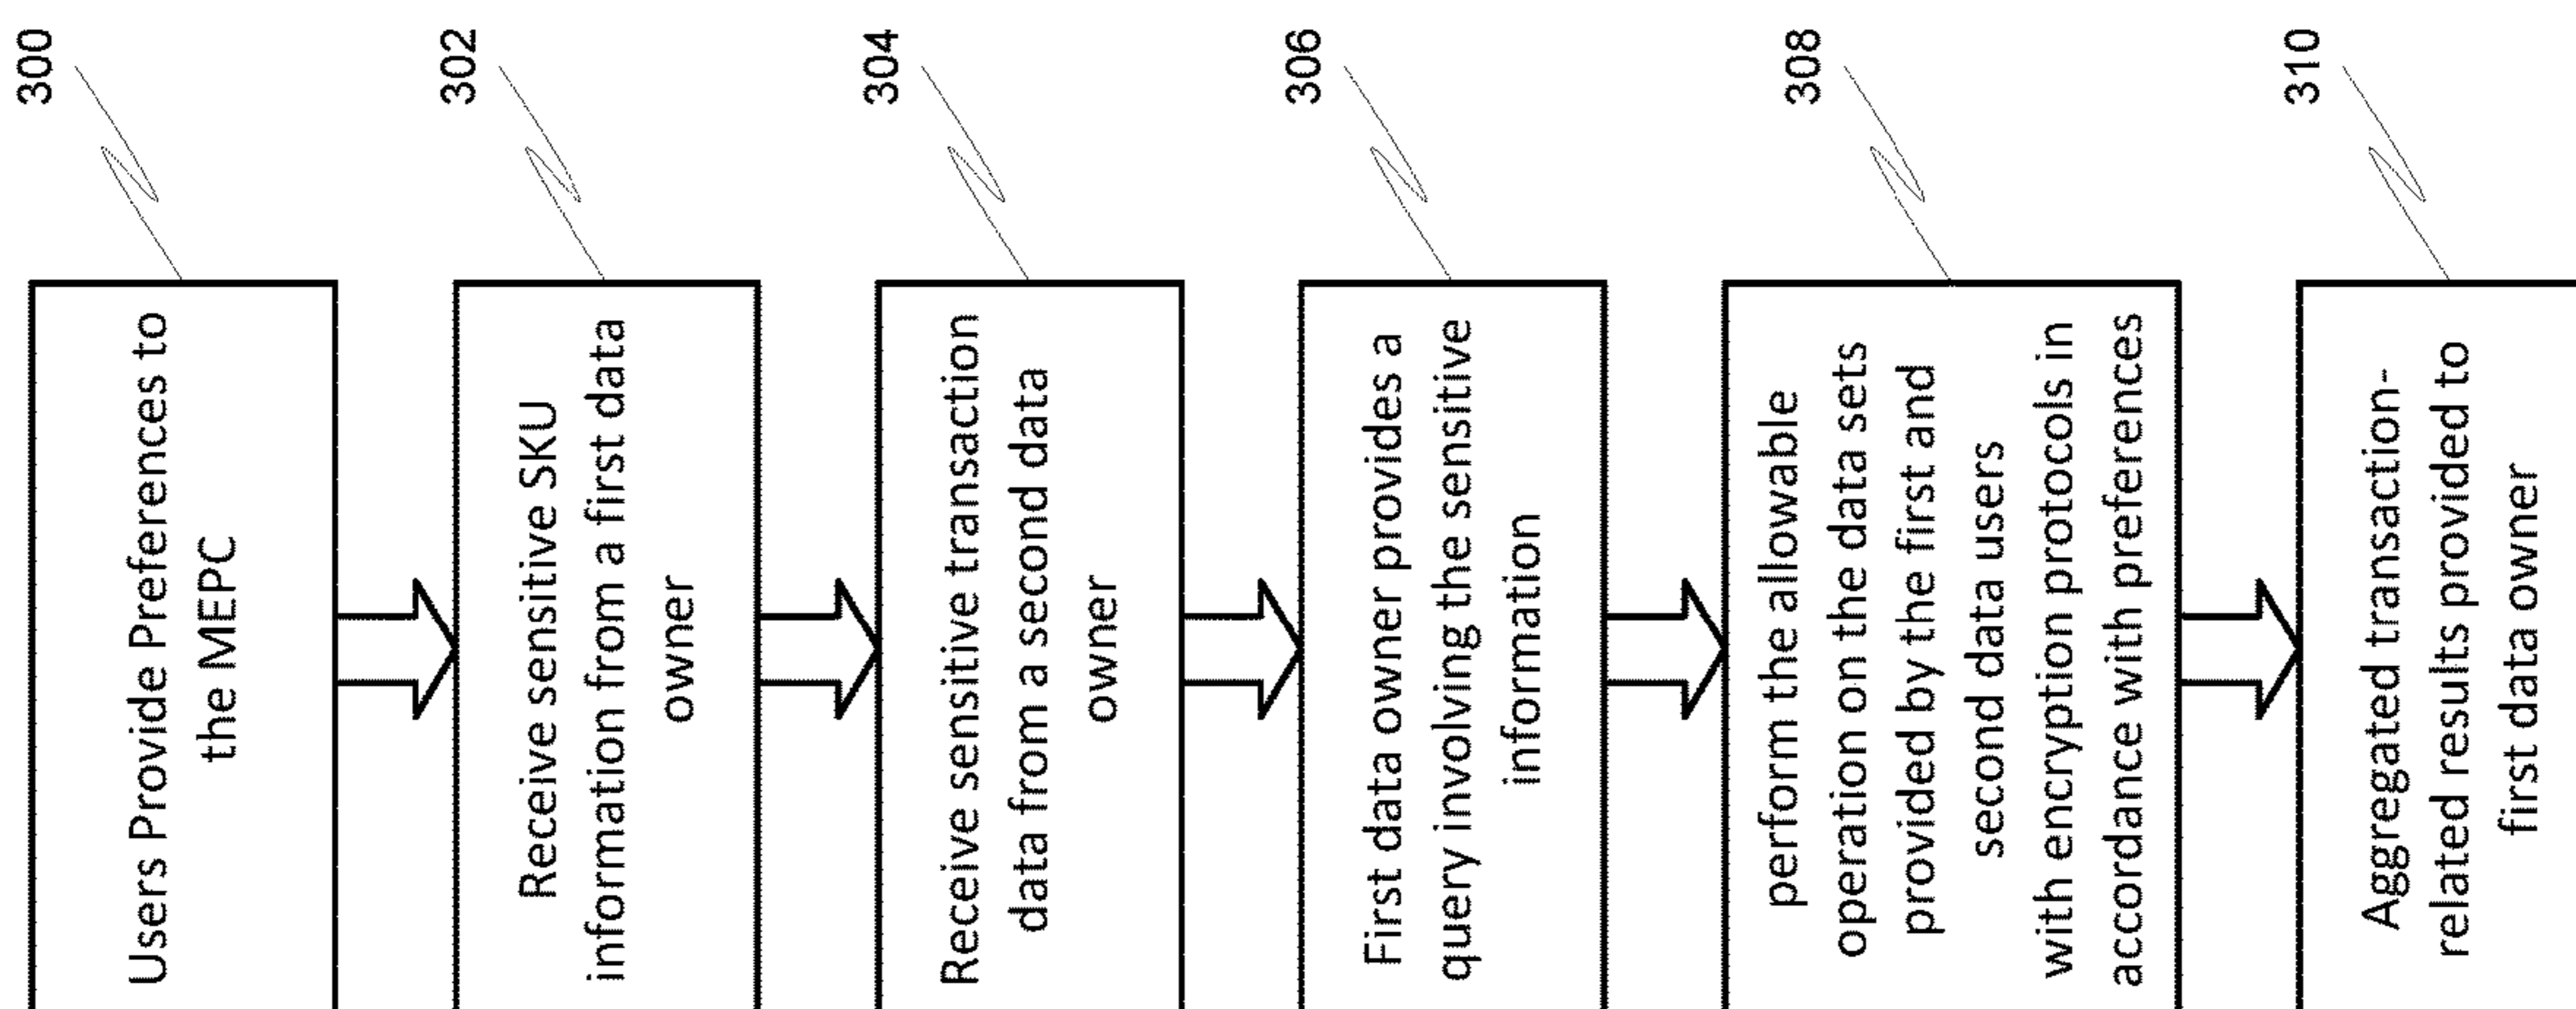 300
Users Provide Preferences to
the MEPC
302
Receive sensitive SKU
information from a first data
owner
304
Receive sensitive transaction
data from a second data
owner
306
First data owner provides a
query involving the sensitive
information
308
perform the allowable
operation on the data sets
provided by the first and
second data users
with encryption protocols in
accordance with preferences
310
Aggregated transaction-
related results provided to
first data owner